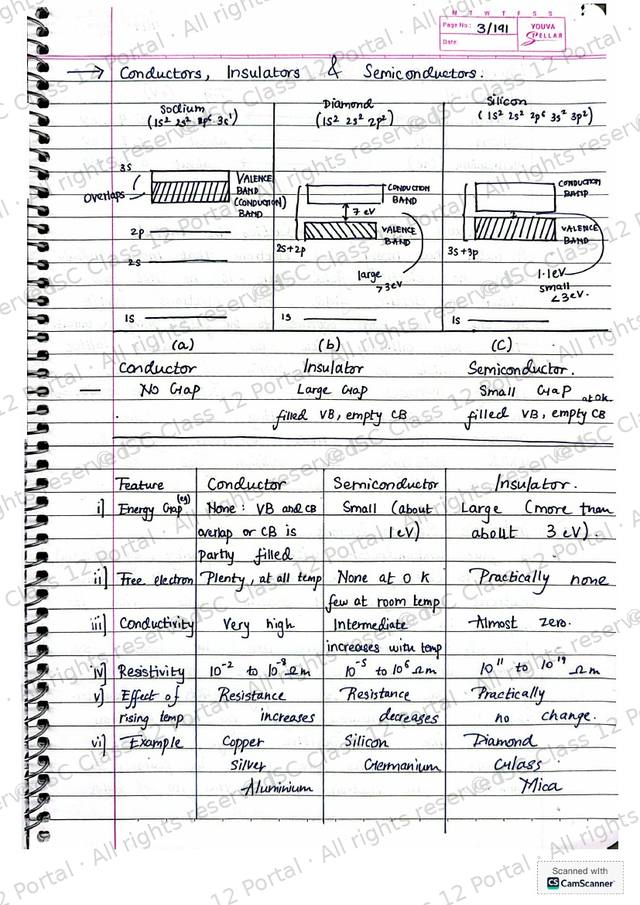 M T W T F S S
Page No.: 3/191
Date:
YOUVA
STELLAR
→ Conductors, Insulators & Semiconductors.
Sodium
(1s² 2s² 2p⁶ 3s¹)
3s
Overlaps
VALENCE
BAND
(CONDUCTION)
BAND
2p
2s
1s
(a)
Conductor
— No Gap
Diamond
(1s² 2s² 2p²)
CONDUCTION
BAND
7 eV
VALENCE
BAND
2s+2p
large
>3eV
1s
(b)
Insulator
Large Gap
filled VB, empty CB
Silicon
(1s² 2s² 2p⁶ 3s² 3p²)
CONDUCTION
BAND
VALENCE
BAND
3s+3p
1.1eV
small
<3eV.
1s
(C)
Semiconductor.
Small Gap at 0K
filled VB, empty CB
Feature Conductor Semiconductor Insulator.
i] Energy Gap (eg) None: VB and CB Small (about Large (more than
overlap or CB is 1eV) about 3 eV).
partly filled
ii] Free electron Plenty, at all temp None at 0 K Practically none
few at room temp
iii] Conductivity Very high Intermediate Almost zero.
increases with temp
iv] Resistivity 10⁻² to 10⁻⁸ Ωm 10⁻⁵ to 10⁶ Ωm 10¹¹ to 10¹⁹ Ωm
v] Effect of Resistance Resistance Practically
rising temp increases decreases no change.
vi] Example Copper Silicon Diamond
Silver Germanium Glass
Aluminium Mica
Class 12 Portal · All rights reserved
Scanned with
CS CamScanner